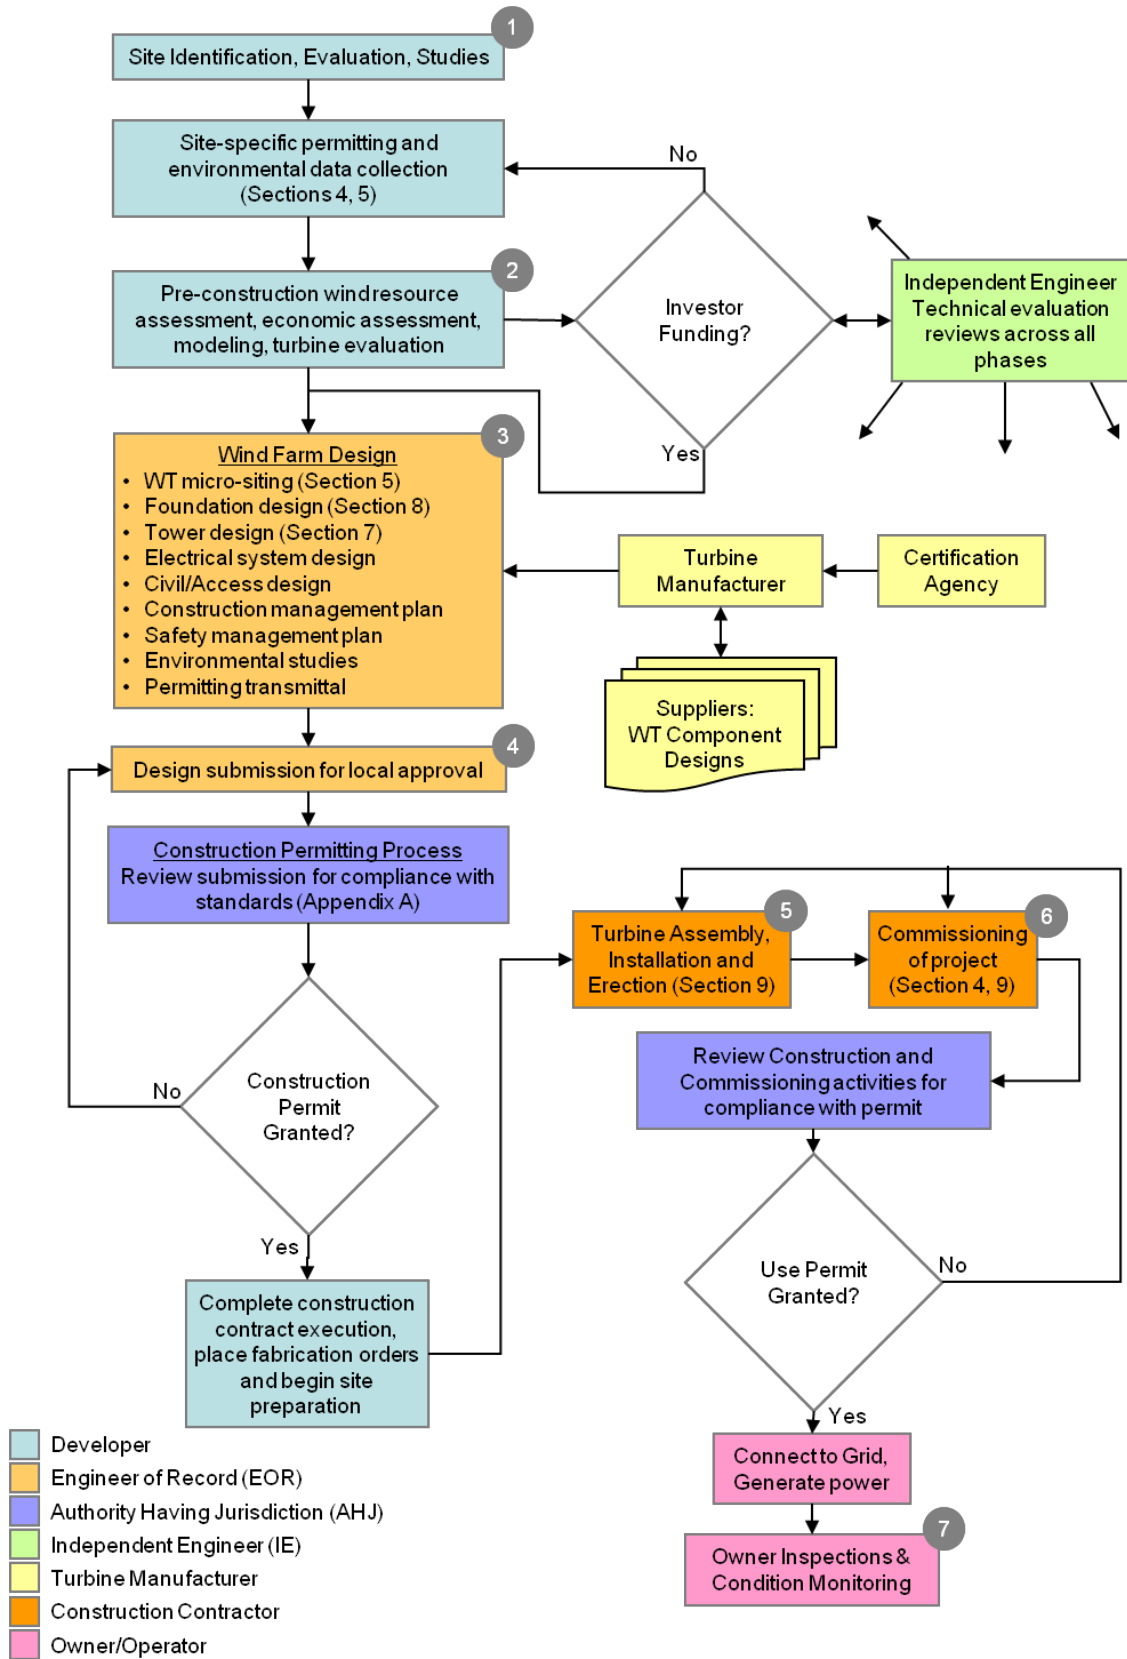 1
Site Identification, Evaluation, Studies
Site-specific permitting and
environmental data collection
(Sections 4, 5)
No
2
Pre-construction wind resource
assessment, economic assessment,
modeling, turbine evaluation
Investor
Funding?
Independent Engineer
Technical evaluation
reviews across all
phases
Yes
3
Wind Farm Design
• WT micro-siting (Section 5)
• Foundation design (Section 8)
• Tower design (Section 7)
• Electrical system design
• Civil/Access design
• Construction management plan
• Safety management plan
• Environmental studies
• Permitting transmittal
Turbine
Manufacturer
Certification
Agency
Suppliers:
WT Component
Designs
4
Design submission for local approval
Construction Permitting Process
Review submission for compliance with
standards (Appendix A)
No
Construction
Permit
Granted?
Yes
Complete construction
contract execution,
place fabrication orders
and begin site
preparation
5
Turbine Assembly,
Installation and
Erection (Section 9)
6
Commissioning
of project
(Section 4, 9)
Review Construction and
Commissioning activities for
compliance with permit
Use Permit
Granted?
No
Yes
Connect to Grid,
Generate power
7
Owner Inspections &
Condition Monitoring
Developer
Engineer of Record (EOR)
Authority Having Jurisdiction (AHJ)
Independent Engineer (IE)
Turbine Manufacturer
Construction Contractor
Owner/Operator